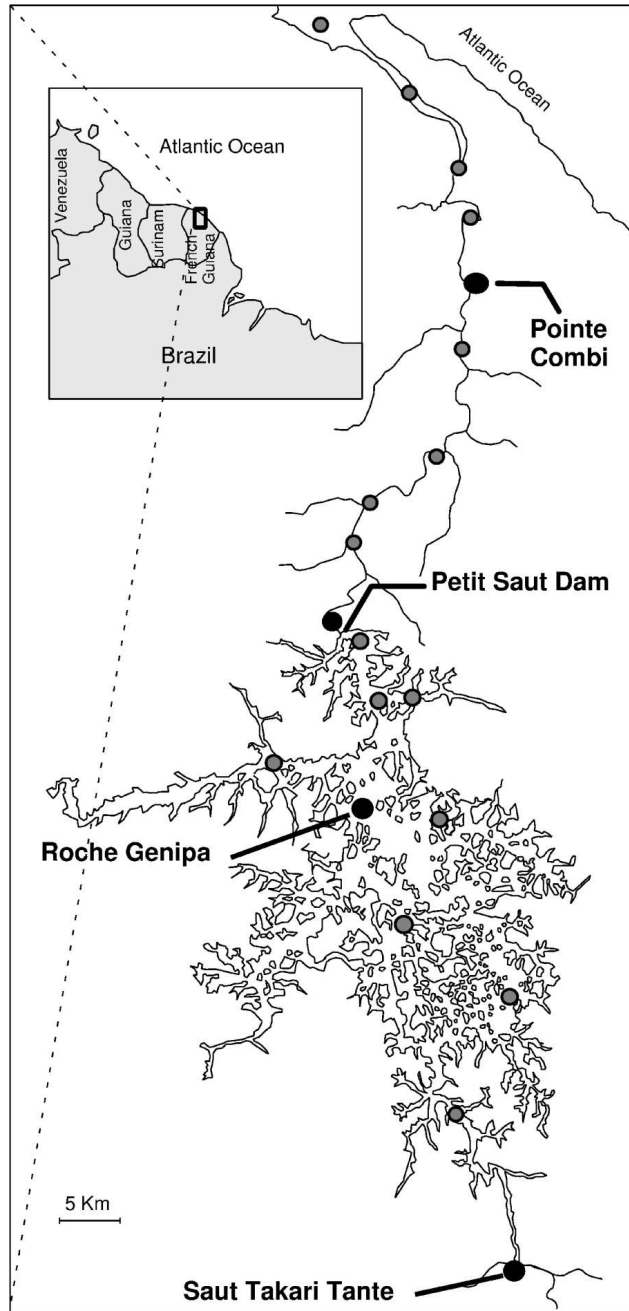 Atlantic Ocean
Atlantic Ocean
Venezuela
Guiana
Surinam
French-
Guiana
Brazil
Pointe
Combi
Petit Saut Dam
Roche Genipa
5 Km
Saut Takari Tante